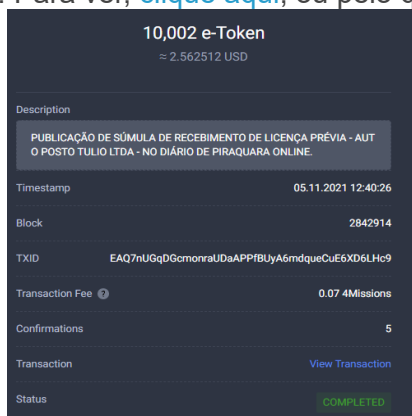 . Para ver, clique aqui, ou pelo
10,002 e-Token
≈ 2.562512 USD
Description
PUBLICAÇÃO DE SÚMULA DE RECEBIMENTO DE LICENÇA PRÉVIA - AUT
O POSTO TULIO LTDA - NO DIÁRIO DE PIRAQUARA ONLINE.
Timestamp 05.11.2021 12:40:26
Block 2842914
TXID EAQ7nUGqDGcmonraUDaAPPfBUyA6mdqueCuE6XD6LHc9
Transaction Fee ? 0.07 4Missions
Confirmations 5
Transaction View Transaction
Status COMPLETED